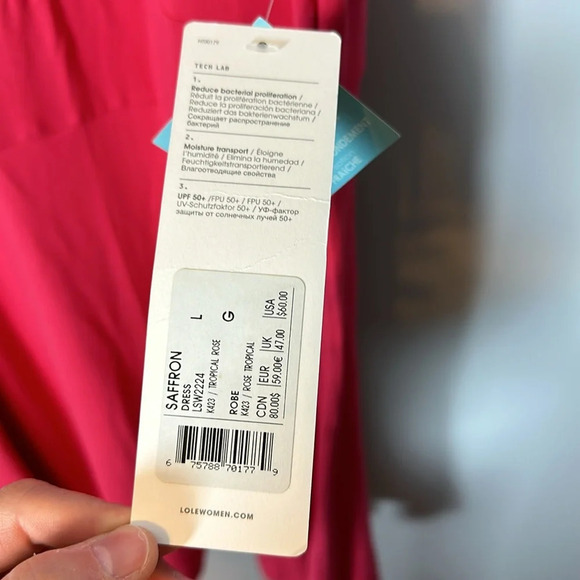 TECH LAB
1.
Reduce bacterial proliferation /
Réduit la prolifération bactérienne /
Reduce la proliferación bacteriana /
Reduziert das bakterienwachstum /
Сокращает распространение
бактерий
2.
Moisture transport / Éloigne
l'humidité / Elimina la humedad /
Feuchtigkeitstransportierend /
Влагоотводящие свойства
3.
UPF 50+ /FPU 50+ / FPU 50+ /
UV-Schutzfaktor 50+ / УФ-фактор
защиты от солнечных лучей 50+
SAFFRON
DRESS L
LSW2224
K423 / TROPICAL ROSE
G
ROBE
K423 / ROSE TROPICAL
CDN |EUR |UK |USA
80.00$ |59.00€ |47.00 |$60.00
6 75788 70177 9
LOLEWOMEN.COM
FRAÎCHE